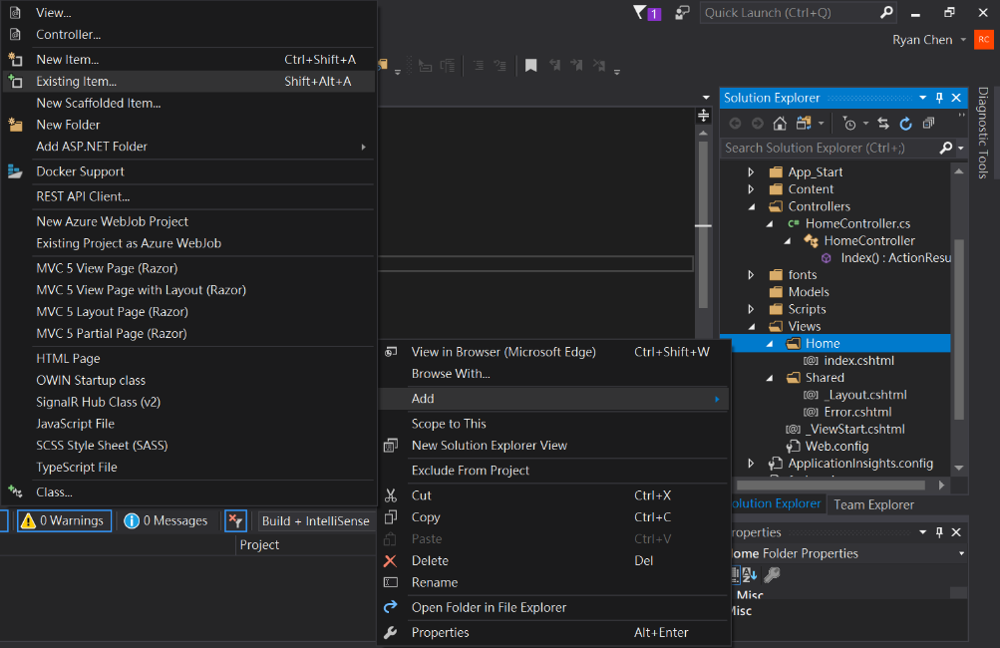 View...
Controller...
New Item... Ctrl+Shift+A
Existing Item... Shift+Alt+A
New Scaffolded Item...
New Folder
Add ASP.NET Folder
Docker Support
REST API Client...
New Azure WebJob Project
Existing Project as Azure WebJob
MVC 5 View Page (Razor)
MVC 5 View Page with Layout (Razor)
MVC 5 Layout Page (Razor)
MVC 5 Partial Page (Razor)
HTML Page
OWIN Startup class
SignalR Hub Class (v2)
JavaScript File
SCSS Style Sheet (SASS)
TypeScript File
Class...
0 Warnings
0 Messages
Build + IntelliSense
Project
View in Browser (Microsoft Edge) Ctrl+Shift+W
Browse With...
Add
Scope to This
New Solution Explorer View
Exclude From Project
Cut Ctrl+X
Copy Ctrl+C
Paste Ctrl+V
Delete Del
Rename
Open Folder in File Explorer
Properties Alt+Enter
1
Quick Launch (Ctrl+Q)
Ryan Chen
RC
Solution Explorer
Search Solution Explorer (Ctrl+;)
App_Start
Content
Controllers
C# HomeController.cs
HomeController
Index() : ActionResu
fonts
Models
Scripts
Views
Home
[@] index.cshtml
Shared
[@] _Layout.cshtml
[@] Error.cshtml
[@] _ViewStart.cshtml
Web.config
ApplicationInsights.config
olution Explorer
Team Explorer
roperties
ome Folder Properties
Misc
Misc
Diagnostic Tools